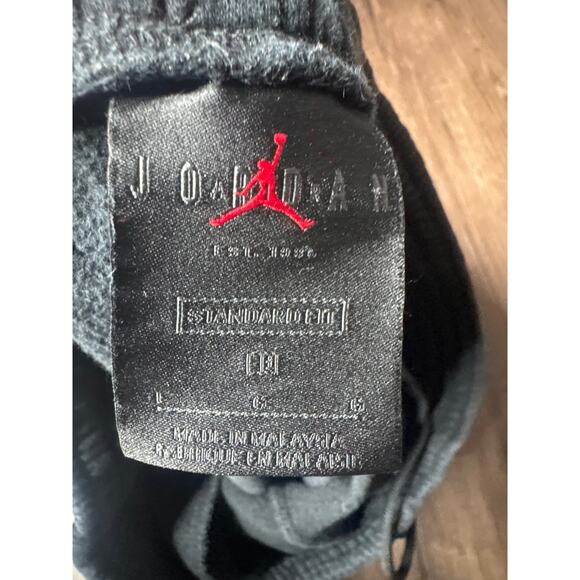 JORDAN
EST. 1985
STANDARD FIT
L G G
MADE IN MALAYSIA
FABRIQUÉ EN MALAISIE